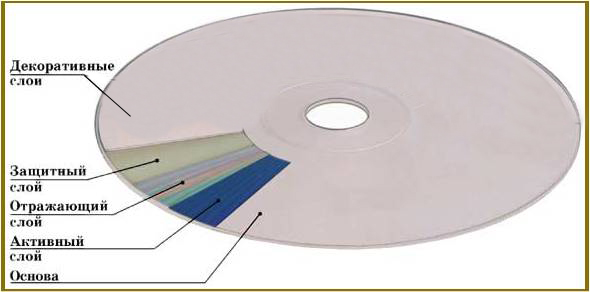 Декоративные
слои
Защитный
слой
Отражающий
слой
Активный
слой
Основа